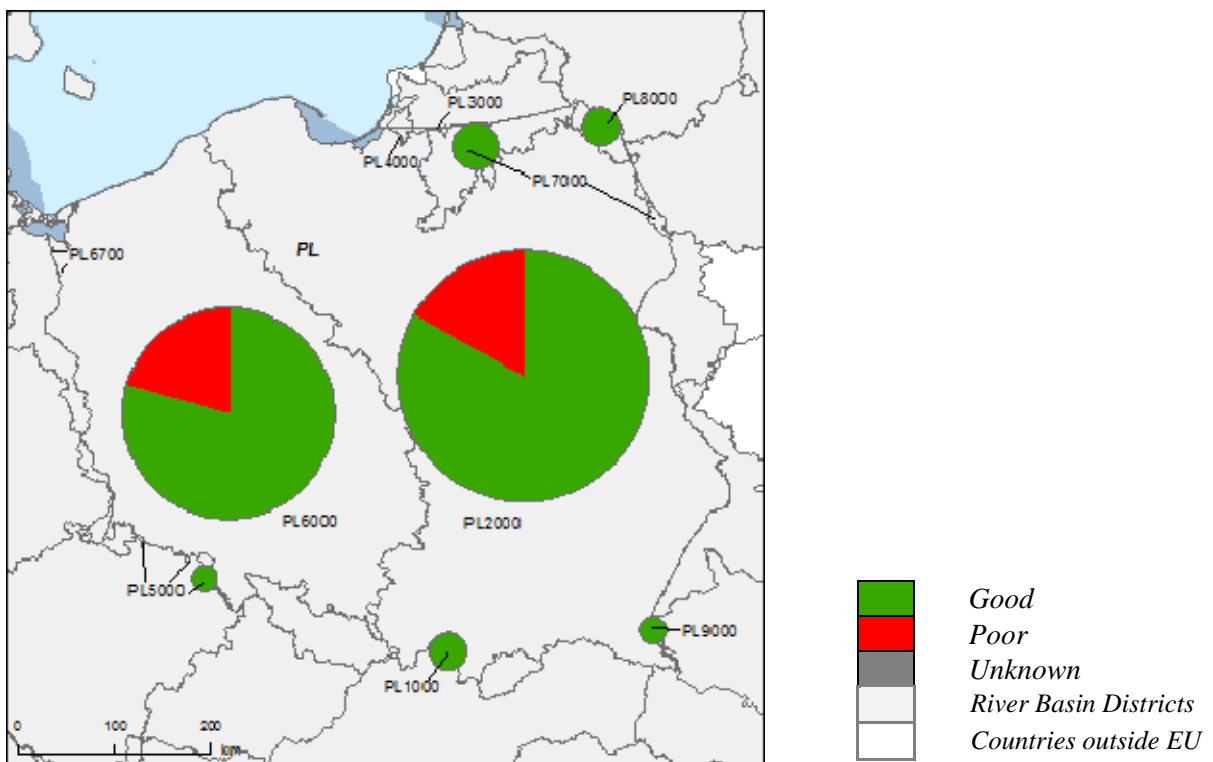 PL8000
PL3000
PL4000
PL7000
PL
PL6700
PL6000
PL2000
PL5000
PL9000
PL1000
0 100 200
km
Good
Poor
Unknown
River Basin Districts
Countries outside EU